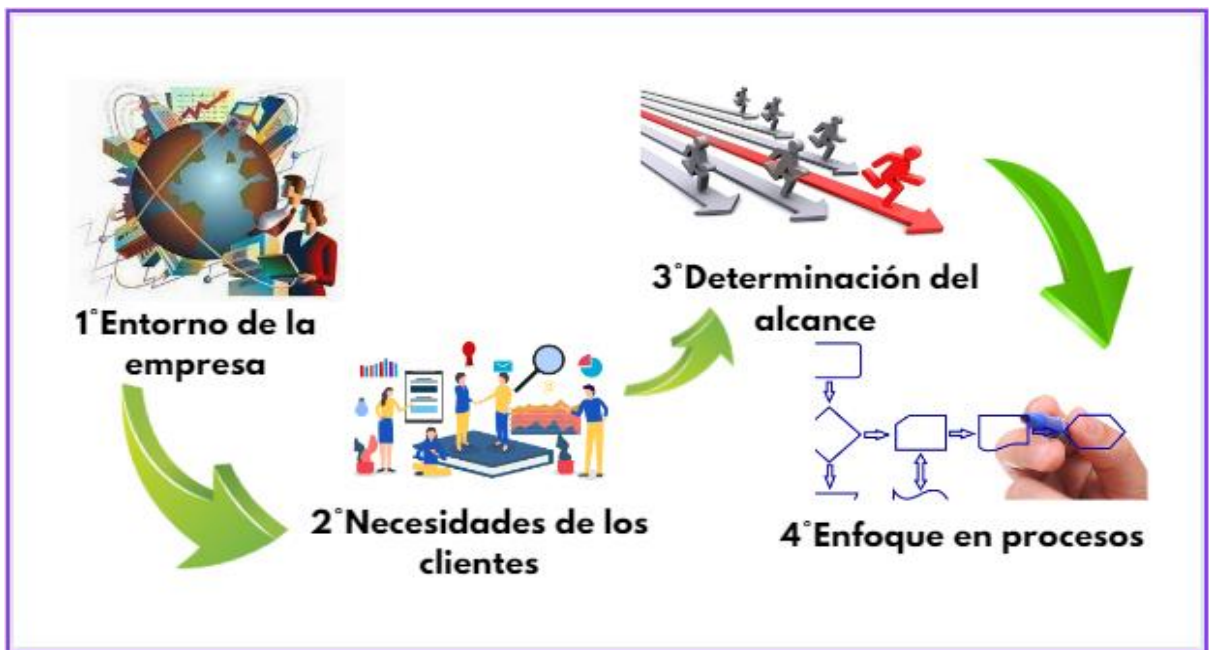 1°Entorno de la
empresa
2°Necesidades de los
clientes
3°Determinación del
alcance
4°Enfoque en procesos